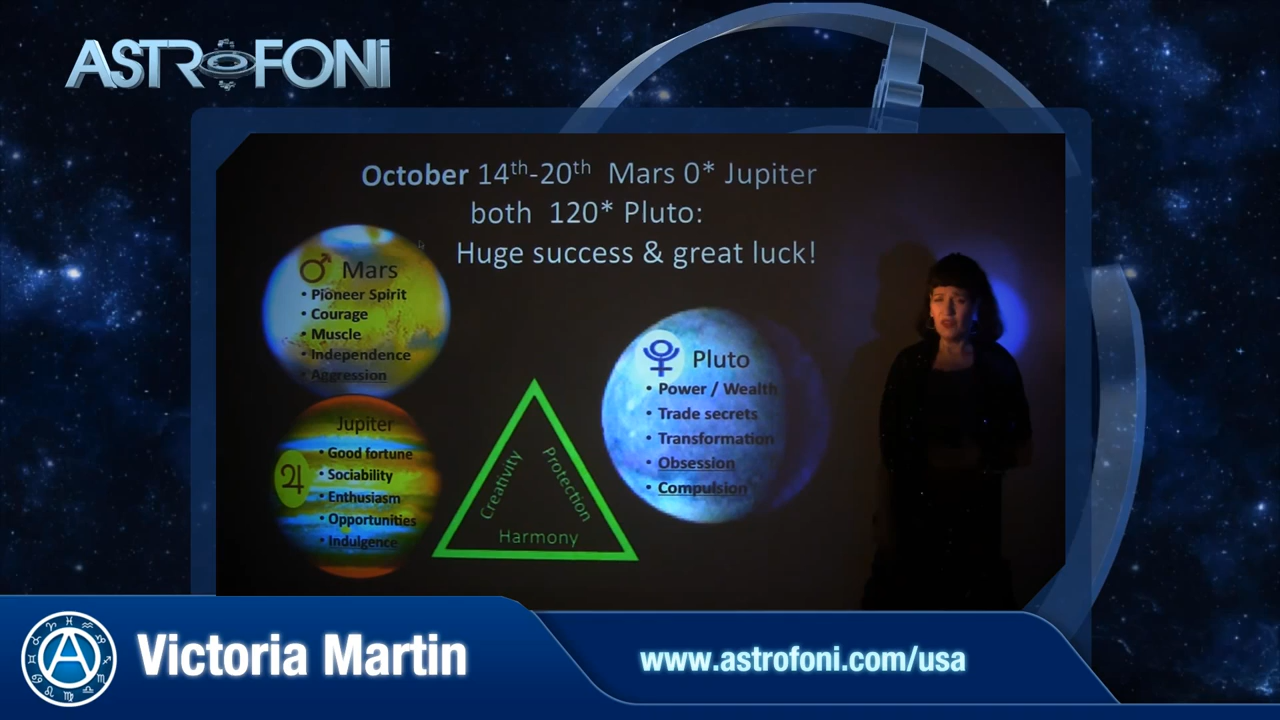 ASTROFONi
October 14th-20th Mars 0* Jupiter
both 120* Pluto:
Huge success & great luck!
♂ Mars
• Pioneer Spirit
• Courage
• Muscle
• Independence
• Aggression
Jupiter
♃
• Good fortune
• Sociability
• Enthusiasm
• Opportunities
• Indulgence
Creativity
Protection
Harmony
Pluto
• Power / Wealth
• Trade secrets
• Transformation
• Obsession
• Compulsion
Victoria Martin
www.astrofoni.com/usa